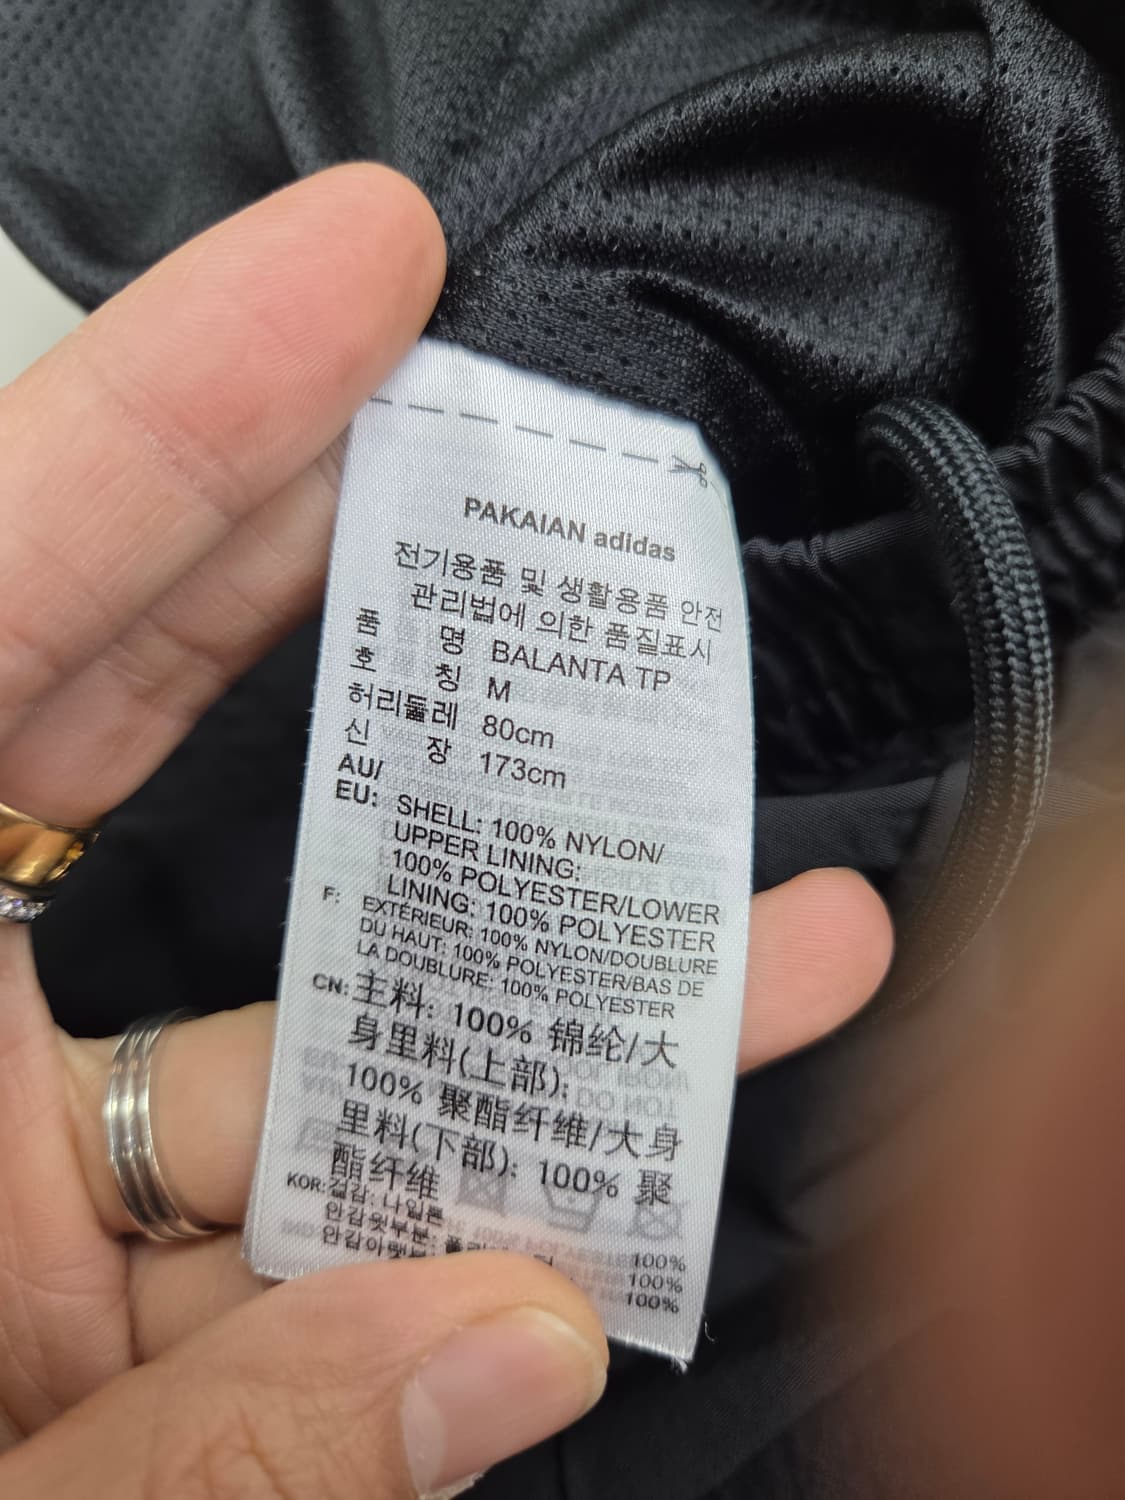 PAKAIAN adidas
전기용품 및 생활용품 안전
관리법에 의한 품질표시
품 명 BALANTA TP
호 칭 M
허리둘레 80cm
신 장 173cm
AU/
EU: SHELL: 100% NYLON/
UPPER LINING:
100% POLYESTER/LOWER
LINING: 100% POLYESTER
F: EXTÉRIEUR: 100% NYLON/DOUBLURE
DU HAUT: 100% POLYESTER/BAS DE
LA DOUBLURE: 100% POLYESTER
CN: 主料: 100% 锦纶/大
身里料(上部):
100% 聚酯纤维/大身
里料(下部): 100% 聚
酯纤维
KOR: 겉감: 나일론 100%
안감윗부분: 100%
100%